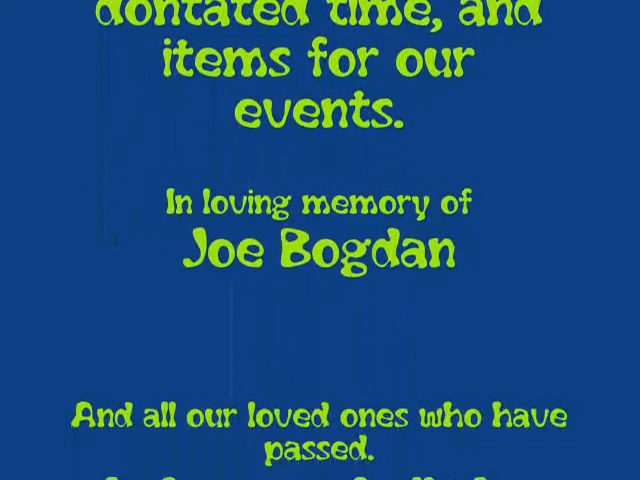 dontated time, and
items for our
events.
In loving memory of
Joe Bogdan
And all our loved ones who have
passed.